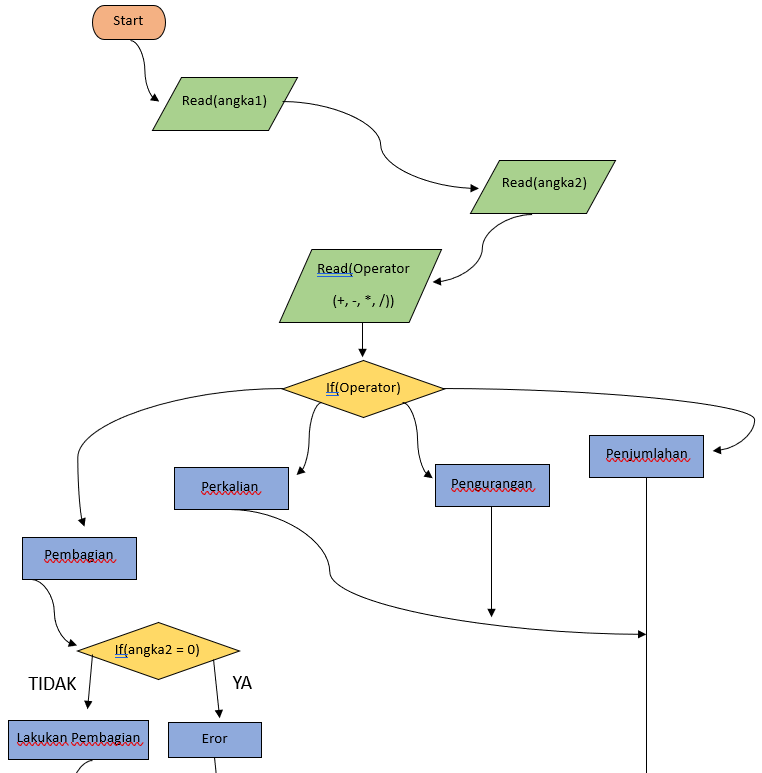 Start
Read(angka1)
Read(angka2)
Read(Operator
(+, -, *, /))
If(Operator)
Penjumlahan
Perkalian
Pengurangan
Pembagian
If(angka2 = 0)
TIDAK
YA
Lakukan Pembagian
Eror